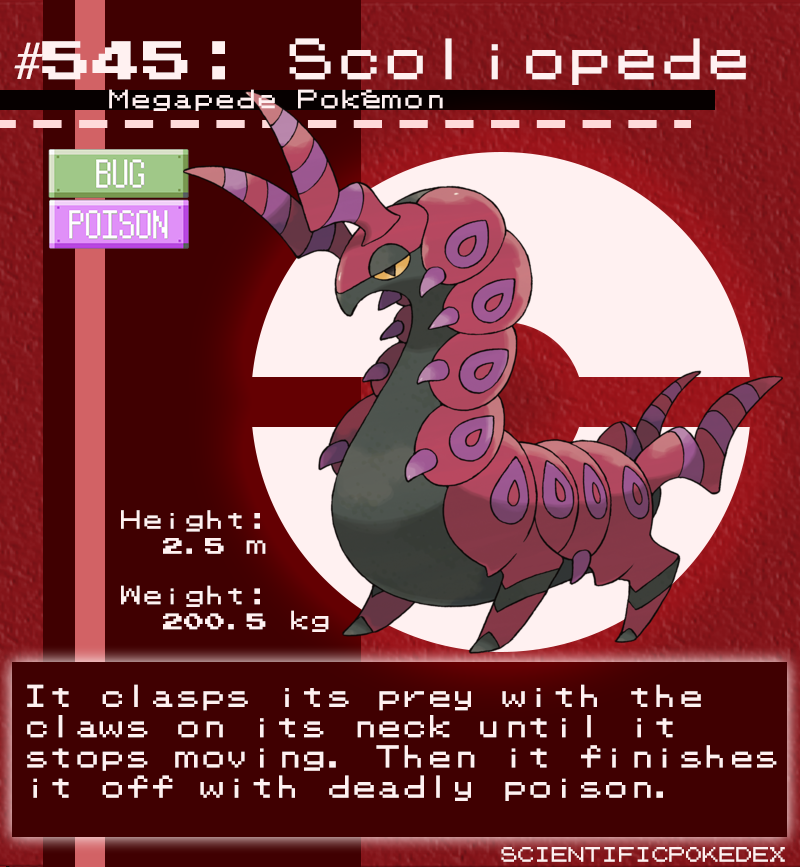 #545: Scoliopede
Megapede Pokémon
BUG
POISON
Height:
2.5 m
Weight:
200.5 kg
It clasps its prey with the
claws on its neck until it
stops moving. Then it finishes
it off with deadly poison.
SCIENTIFICPOKEDEX